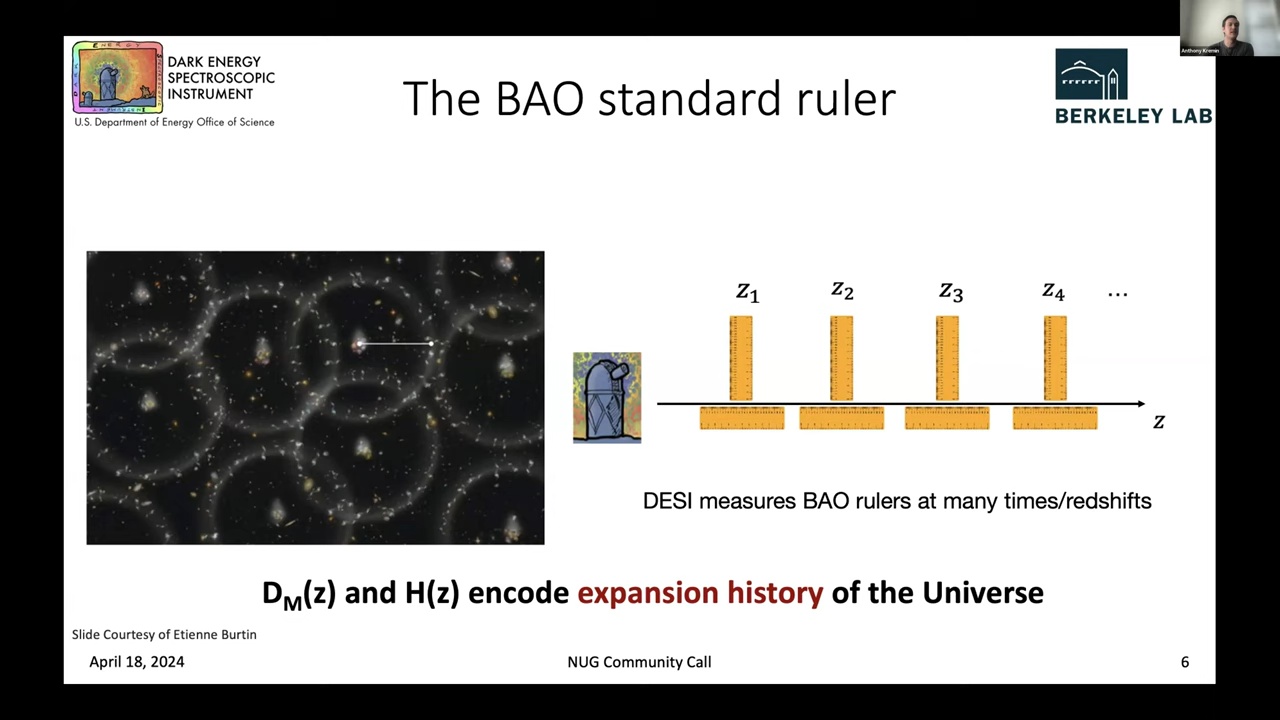 DARK ENERGY
SPECTROSCOPIC
INSTRUMENT
U.S. Department of Energy Office of Science
The BAO standard ruler
BERKELEY LAB
Anthony Kremin
z₁ z₂ z₃ z₄ ...
z
DESI measures BAO rulers at many times/redshifts
D_M(z) and H(z) encode expansion history of the Universe
Slide Courtesy of Etienne Burtin
April 18, 2024 NUG Community Call 6